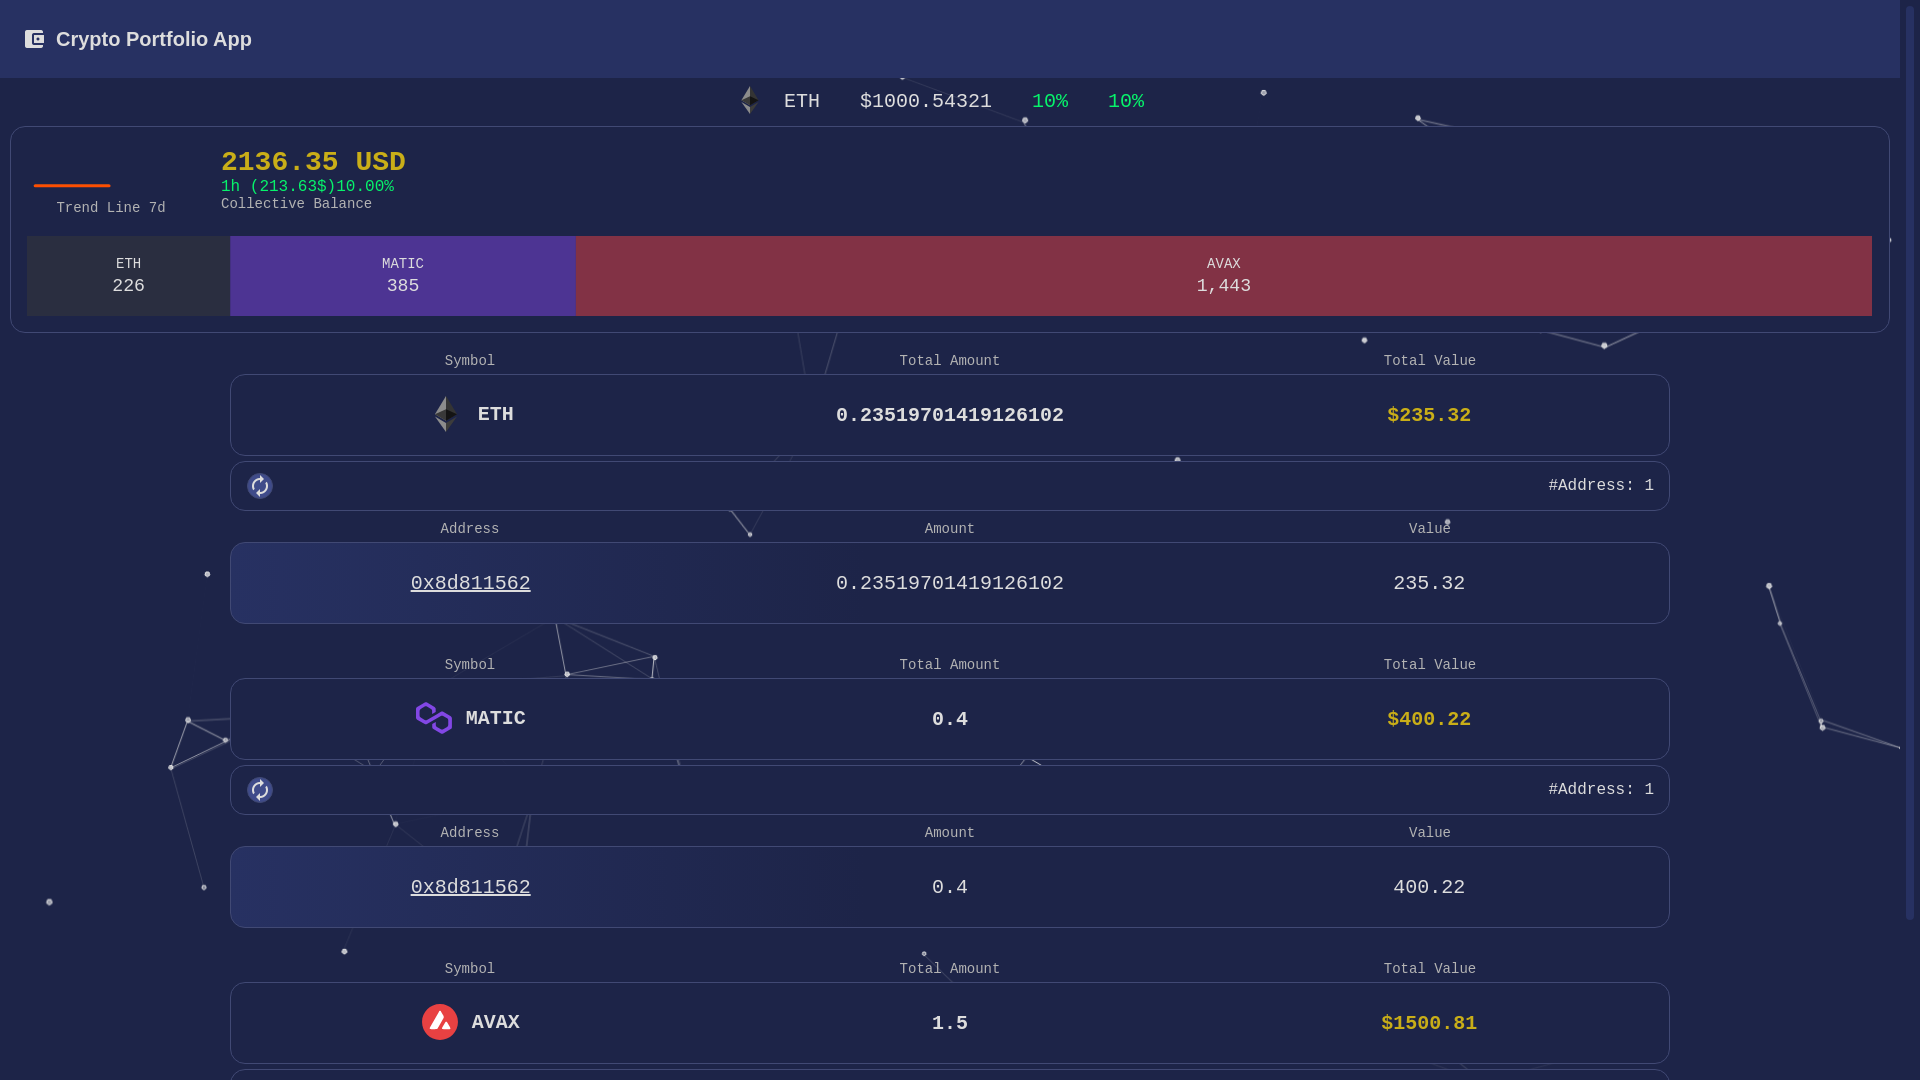 Crypto Portfolio App
ETH $1000.54321 10% 10%
2136.35 USD
1h (213.63$)10.00%
Collective Balance
Trend Line 7d
ETH MATIC AVAX
226 385 1,443
Symbol Total Amount Total Value
ETH 0.23519701419126102 $235.32
#Address: 1
Address Amount Value
0x8d811562 0.23519701419126102 235.32
Symbol Total Amount Total Value
MATIC 0.4 $400.22
#Address: 1
Address Amount Value
0x8d811562 0.4 400.22
Symbol Total Amount Total Value
AVAX 1.5 $1500.81